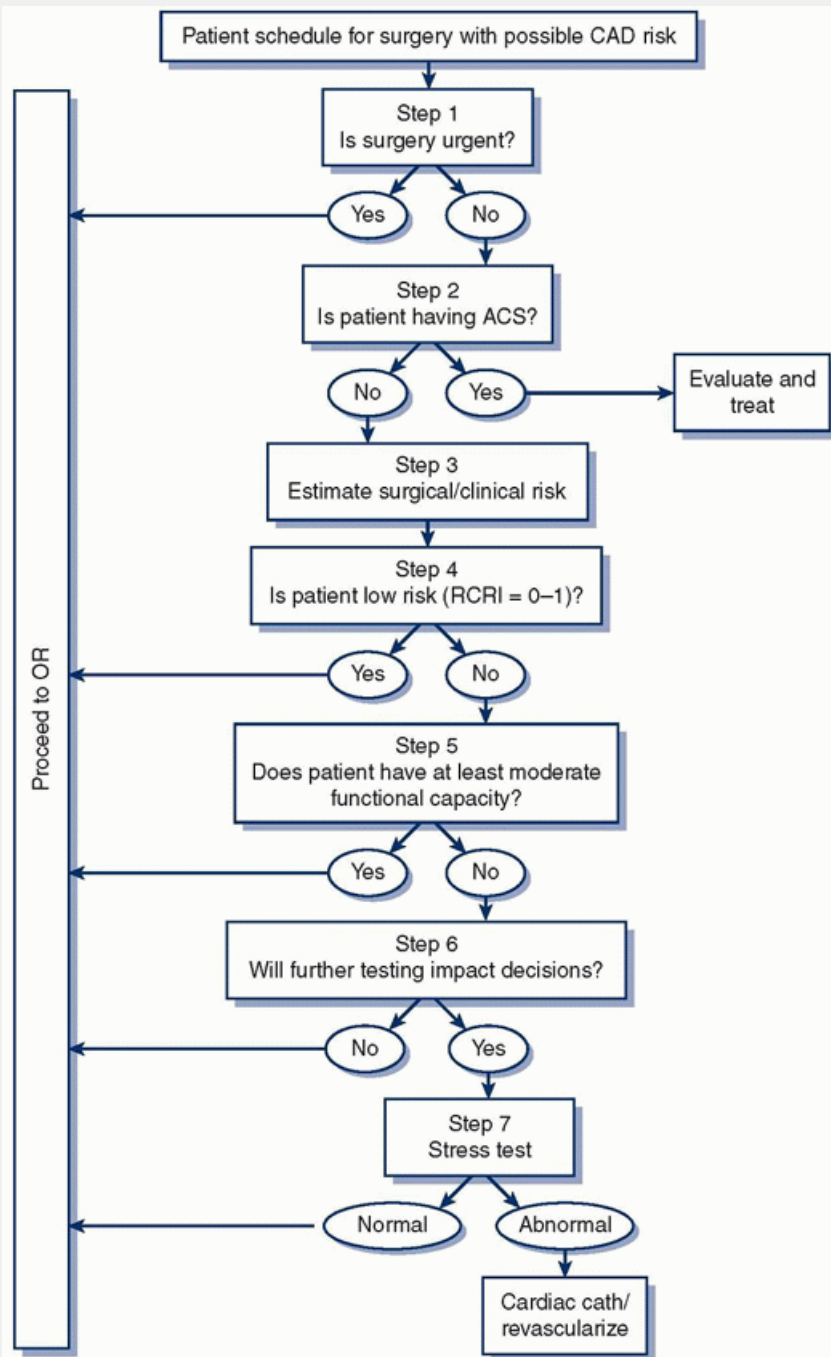 Patient schedule for surgery with possible CAD risk
Step 1
Is surgery urgent?
Yes
No
Step 2
Is patient having ACS?
No
Yes
Evaluate and
treat
Step 3
Estimate surgical/clinical risk
Step 4
Is patient low risk (RCRI = 0–1)?
Yes
No
Proceed to OR
Step 5
Does patient have at least moderate
functional capacity?
Yes
No
Step 6
Will further testing impact decisions?
No
Yes
Step 7
Stress test
Normal
Abnormal
Cardiac cath/
revascularize